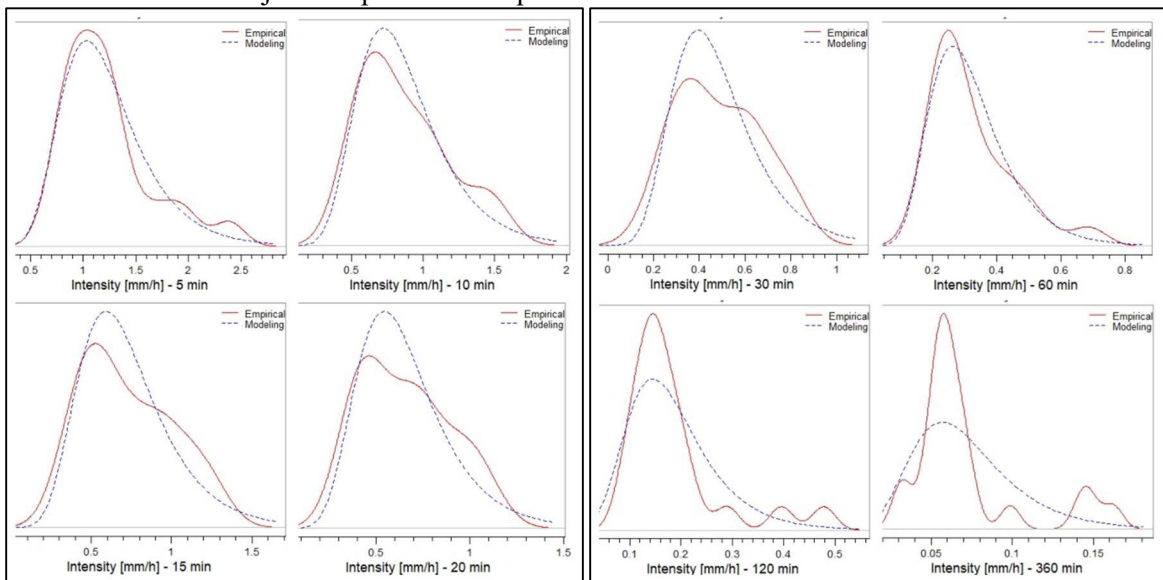 Empirical
Modeling
0.5 1 1.5 2 2.5
Intensity [mm/h] - 5 min
Empirical
Modeling
0.5 1 1.5 2
Intensity [mm/h] - 10 min
Empirical
Modeling
0 0.2 0.4 0.6 0.8 1
Intensity [mm/h] - 30 min
Empirical
Modeling
0.2 0.4 0.6 0.8
Intensity [mm/h] - 60 min
Empirical
Modeling
0.5 1 1.5
Intensity [mm/h] - 15 min
Empirical
Modeling
0.5 1 1.5
Intensity [mm/h] - 20 min
Empirical
Modeling
0.1 0.2 0.3 0.4 0.5
Intensity [mm/h] - 120 min
Empirical
Modeling
0.05 0.1 0.15
Intensity [mm/h] - 360 min